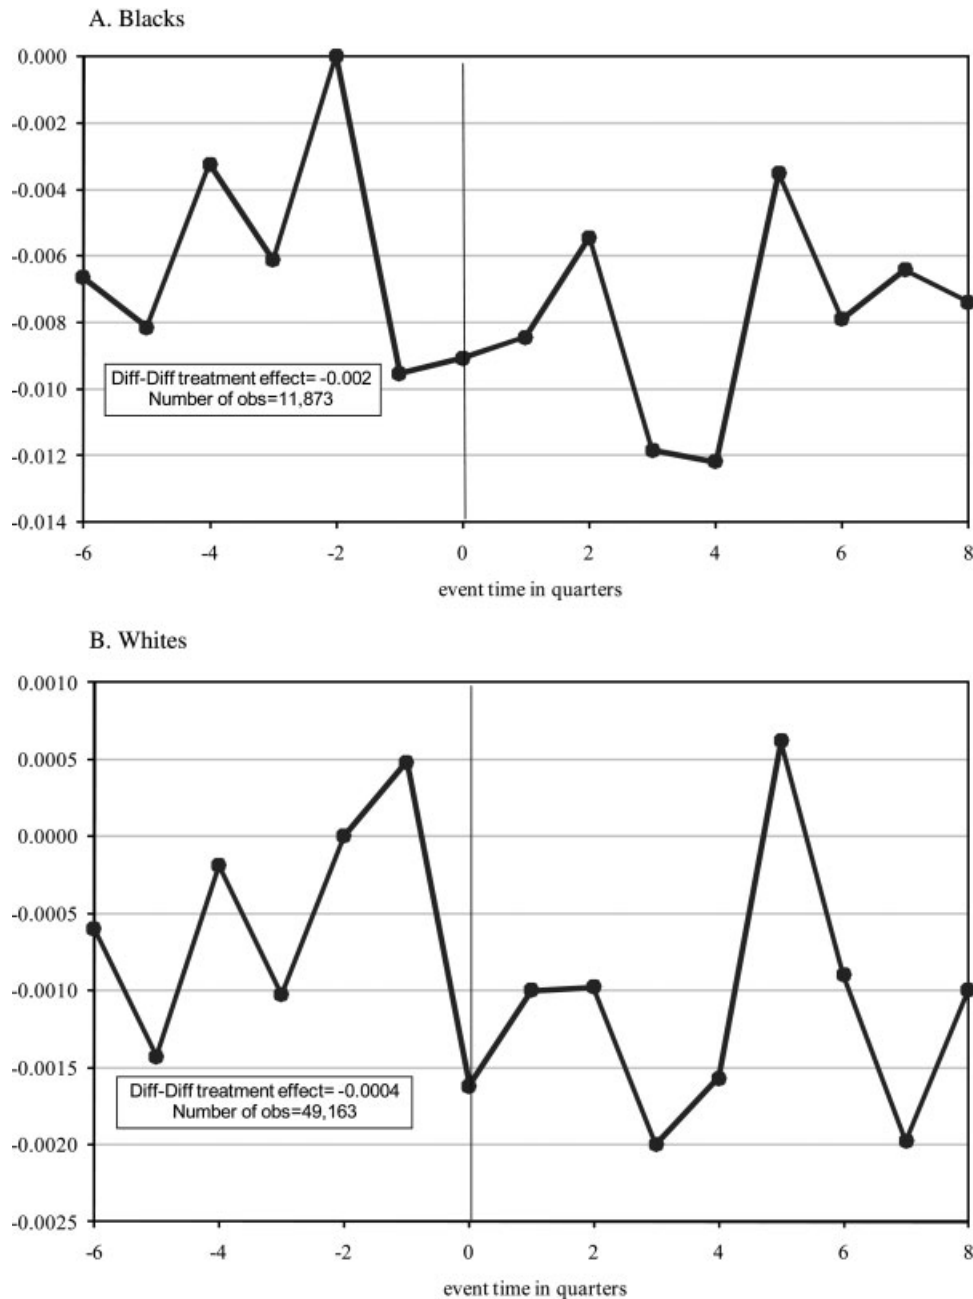 A. Blacks
0.000
-0.002
-0.004
-0.006
-0.008
-0.010
-0.012
-0.014
Diff-Diff treatment effect= -0.002
Number of obs=11,873
-6 -4 -2 0 2 4 6 8
event time in quarters
B. Whites
0.0010
0.0005
0.0000
-0.0005
-0.0010
-0.0015
-0.0020
-0.0025
Diff-Diff treatment effect= -0.0004
Number of obs=49,163
-6 -4 -2 0 2 4 6 8
event time in quarters